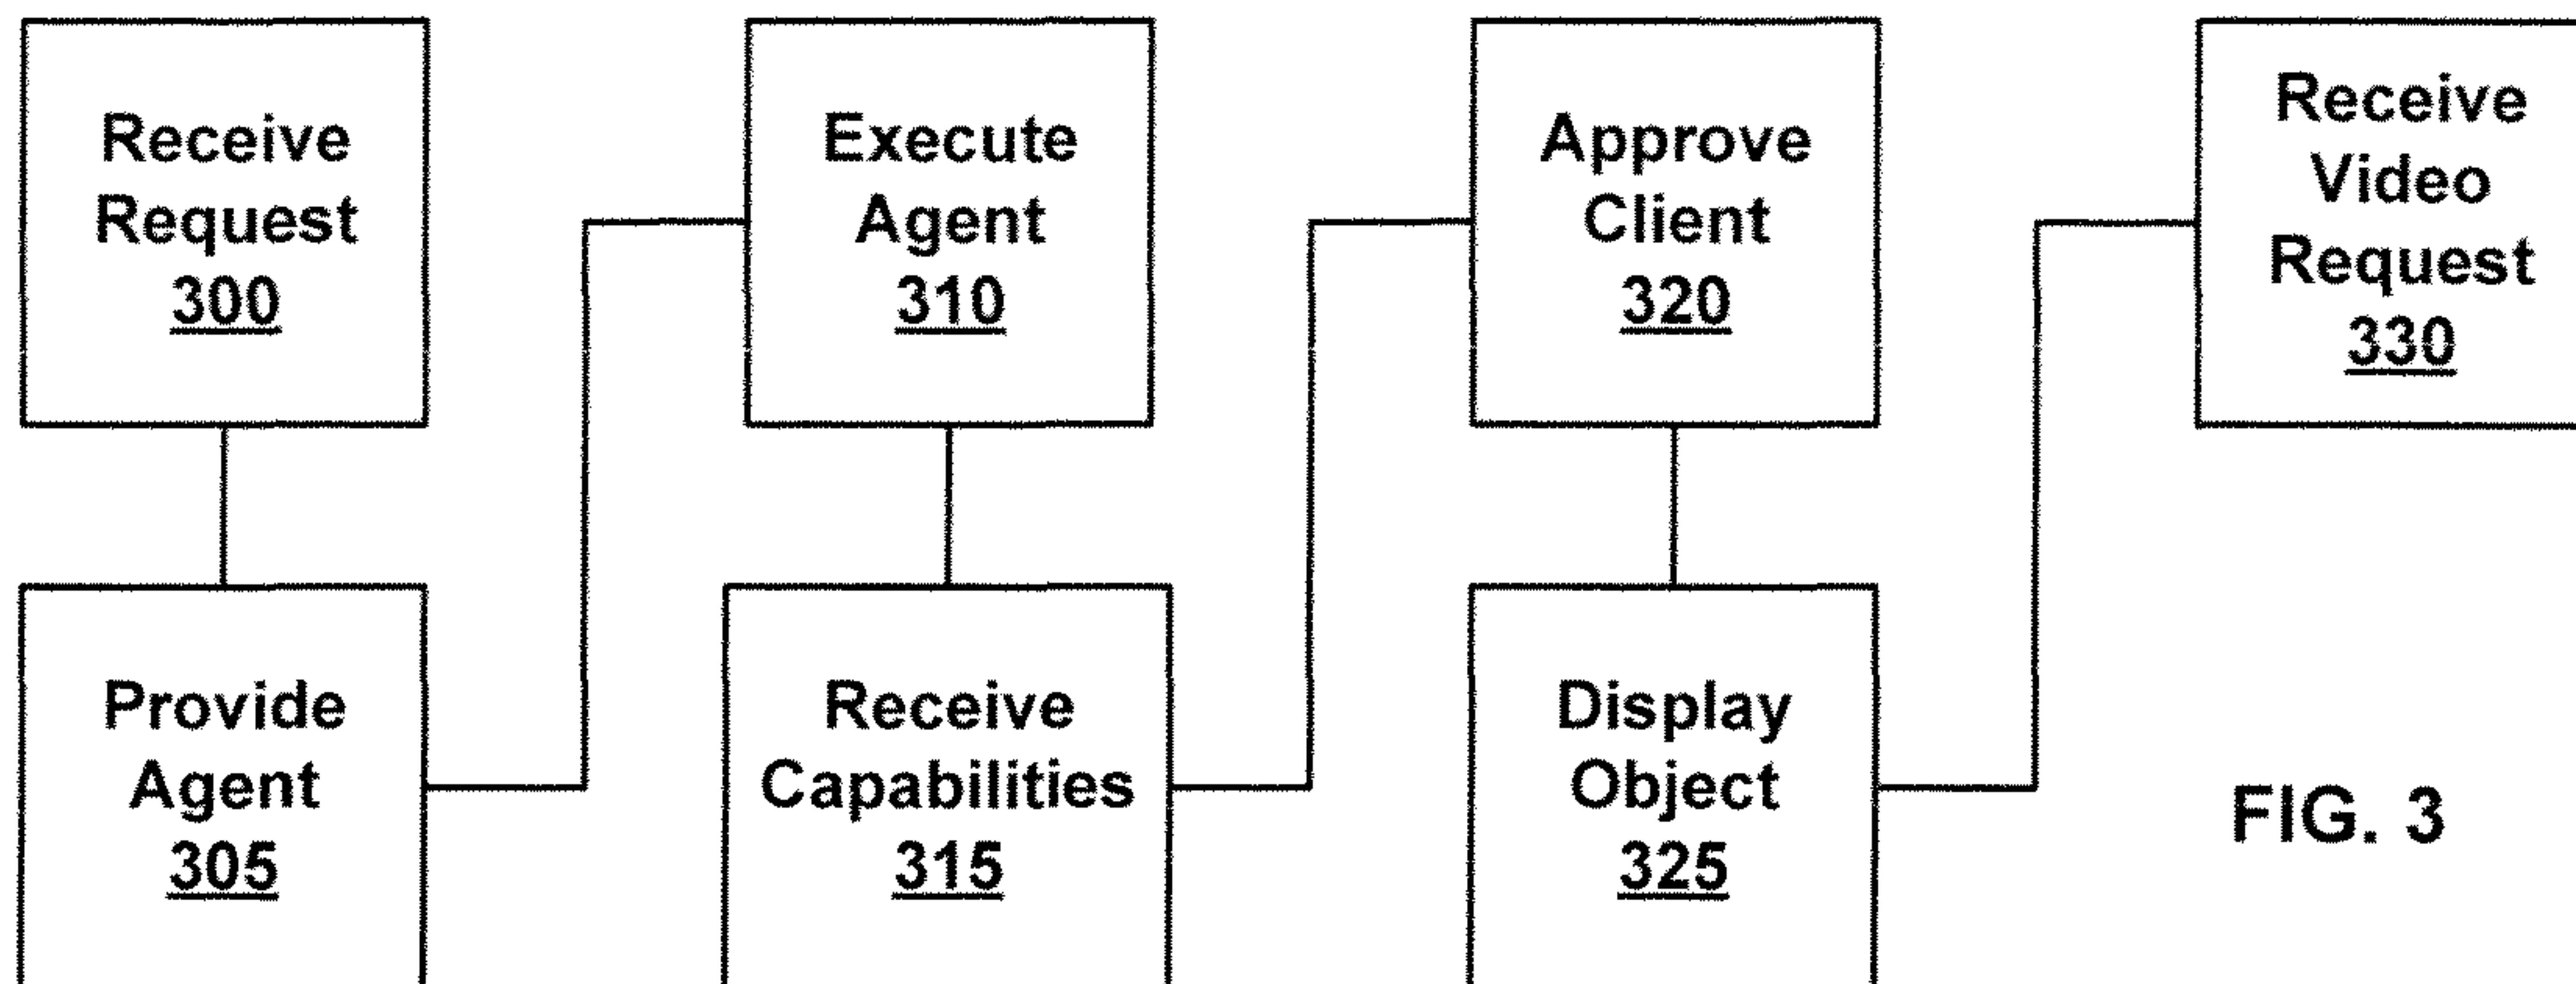 Receive
Request
300
Provide
Agent
305
Execute
Agent
310
Receive
Capabilities
315
Approve
Client
320
Display
Object
325
Receive
Video
Request
330
FIG. 3